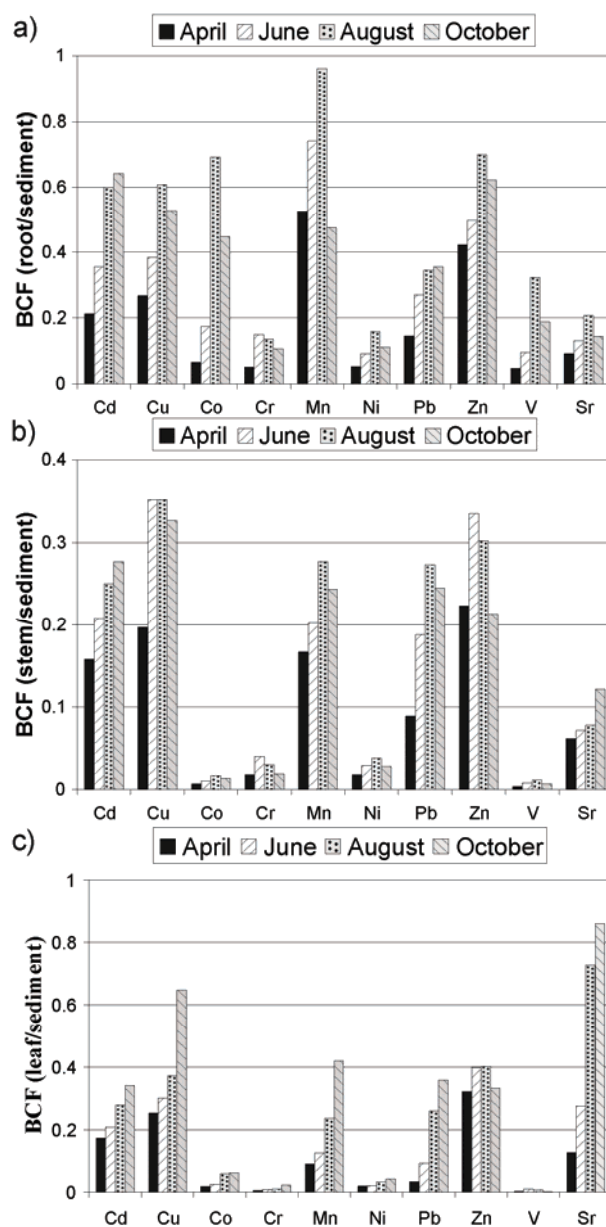 a)
April June August October
1
0.8
0.6
0.4
0.2
0
BCF (root/sediment)
Cd Cu Co Cr Mn Ni Pb Zn V Sr
b)
April June August October
0.4
0.3
0.2
0.1
0
BCF (stem/sediment)
Cd Cu Co Cr Mn Ni Pb Zn V Sr
c)
April June August October
1
0.8
0.6
0.4
0.2
0
BCF (leaf/sediment)
Cd Cu Co Cr Mn Ni Pb Zn V Sr